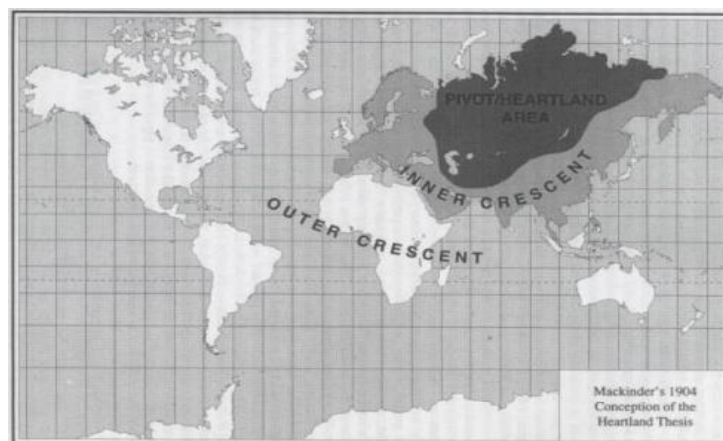 PIVOT/HEARTLAND
AREA
INNER CRESCENT
OUTER CRESCENT
Mackinder's 1904
Conception of the
Heartland Thesis